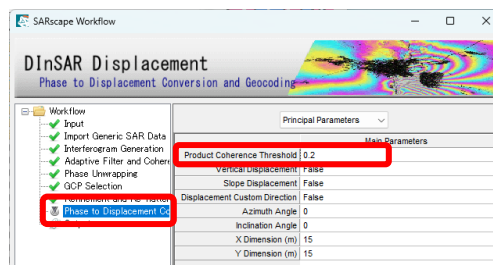 SARscape Workflow
DInSAR Displacement
Phase to Displacement Conversion and Geocoding
Workflow
Input
Import Generic SAR Data
Interferogram Generation
Adaptive Filter and Coher
Phase Unwrapping
GCP Selection
Phase to Displacement Co
Principal Parameters
Main Parameters
Product Coherence Threshold 0.2
Vertical Displacement False
Slope Displacement False
Displacement Custom Direction False
Azimuth Angle 0
Inclination Angle 0
X Dimension (m) 15
Y Dimension (m) 15